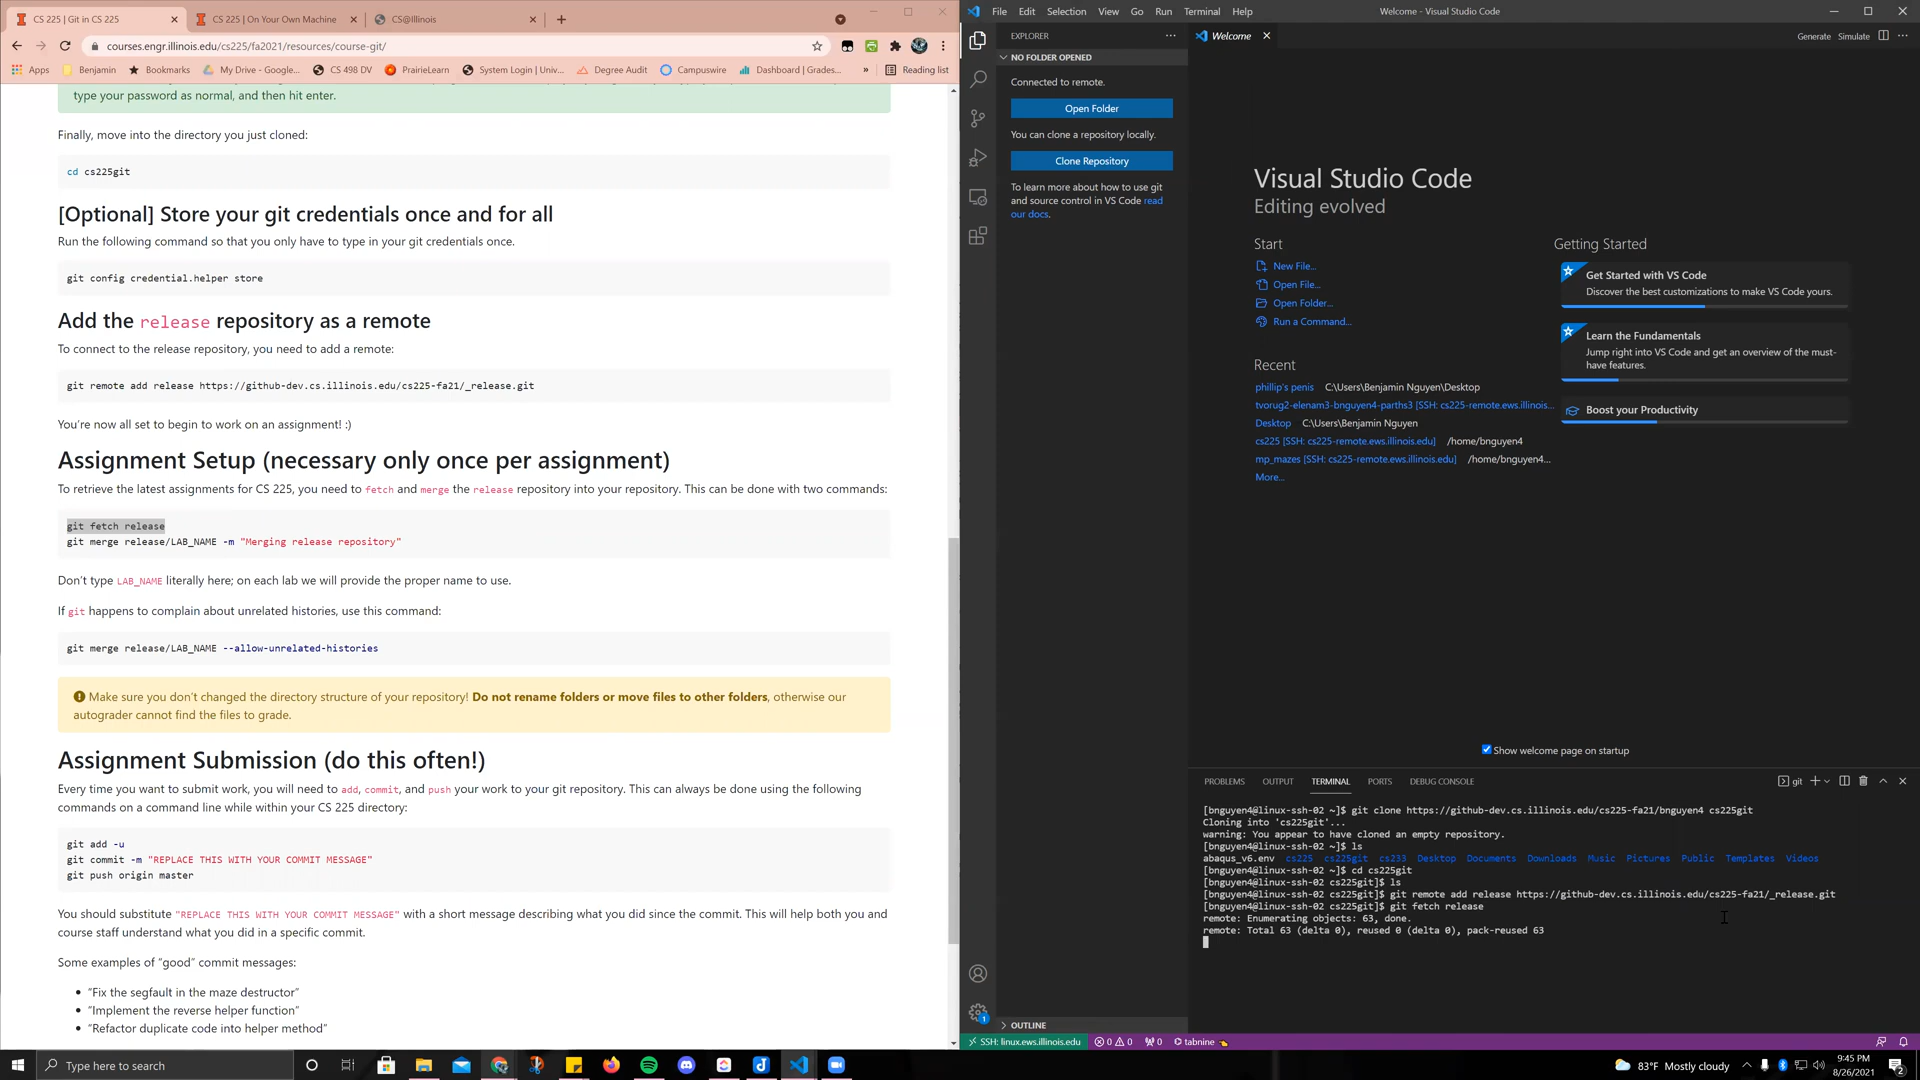 CS 225 | Git in CS 225
CS 225 | On Your Own Machine
CS@Illinois
courses.engr.illinois.edu/cs225/fa2021/resources/course-git/
Apps
Benjamin
Bookmarks
My Drive - Google...
CS 498 DV
PrairieLearn
System Login | Univ...
Degree Audit
Campuswire
Dashboard | Grades...
»
Reading list
type your password as normal, and then hit enter.
Finally, move into the directory you just cloned:
cd cs225git
[Optional] Store your git credentials once and for all
Run the following command so that you only have to type in your git credentials once.
git config credential.helper store
Add the release repository as a remote
To connect to the release repository, you need to add a remote:
git remote add release https://github-dev.cs.illinois.edu/cs225-fa21/_release.git
You're now all set to begin to work on an assignment! :)
Assignment Setup (necessary only once per assignment)
To retrieve the latest assignments for CS 225, you need to fetch and merge the release repository into your repository. This can be done with two commands:
git fetch release
git merge release/LAB_NAME -m "Merging release repository"
Don't type LAB_NAME literally here; on each lab we will provide the proper name to use.
If git happens to complain about unrelated histories, use this command:
git merge release/LAB_NAME --allow-unrelated-histories
Make sure you don't changed the directory structure of your repository! Do not rename folders or move files to other folders, otherwise our
autograder cannot find the files to grade.
Assignment Submission (do this often!)
Every time you want to submit work, you will need to add, commit, and push your work to your git repository. This can always be done using the following
commands on a command line while within your CS 225 directory:
git add -u
git commit -m "REPLACE THIS WITH YOUR COMMIT MESSAGE"
git push origin master
You should substitute "REPLACE THIS WITH YOUR COMMIT MESSAGE" with a short message describing what you did since the commit. This will help both you and
course staff understand what you did in a specific commit.
Some examples of "good" commit messages:
• "Fix the segfault in the maze destructor"
• "Implement the reverse helper function"
• "Refactor duplicate code into helper method"
File Edit Selection View Go Run Terminal Help
Welcome - Visual Studio Code
EXPLORER
Welcome
Generate Simulate
NO FOLDER OPENED
Connected to remote.
Open Folder
You can clone a repository locally.
Clone Repository
To learn more about how to use git
and source control in VS Code read
our docs.
Visual Studio Code
Editing evolved
Start
New File...
Open File...
Open Folder...
Run a Command...
Recent
phillip's penis C:\Users\Benjamin Nguyen\Desktop
tvorug2-elenam3-bnguyen4-parths3 [SSH: cs225-remote.ews.illinois...
Desktop C:\Users\Benjamin Nguyen
cs225 [SSH: cs225-remote.ews.illinois.edu] /home/bnguyen4
mp_mazes [SSH: cs225-remote.ews.illinois.edu] /home/bnguyen4...
More...
Getting Started
Get Started with VS Code
Discover the best customizations to make VS Code yours.
Learn the Fundamentals
Jump right into VS Code and get an overview of the must-
have features.
Boost your Productivity
Show welcome page on startup
PROBLEMS OUTPUT TERMINAL PORTS DEBUG CONSOLE
git
[bnguyen4@linux-ssh-02 ~]$ git clone https://github-dev.cs.illinois.edu/cs225-fa21/bnguyen4 cs225git
Cloning into 'cs225git'...
warning: You appear to have cloned an empty repository.
[bnguyen4@linux-ssh-02 ~]$ ls
abaqus_v6.env cs225 cs225git cs233 Desktop Documents Downloads Music Pictures Public Templates Videos
[bnguyen4@linux-ssh-02 ~]$ cd cs225git
[bnguyen4@linux-ssh-02 cs225git]$ ls
[bnguyen4@linux-ssh-02 cs225git]$ git remote add release https://github-dev.cs.illinois.edu/cs225-fa21/_release.git
[bnguyen4@linux-ssh-02 cs225git]$ git fetch release
remote: Enumerating objects: 63, done.
remote: Total 63 (delta 0), reused 0 (delta 0), pack-reused 63
OUTLINE
1
SSH: linux.ews.illinois.edu
0 0
0
tabnine
Type here to search
83°F Mostly cloudy
9:45 PM
8/26/2021
2